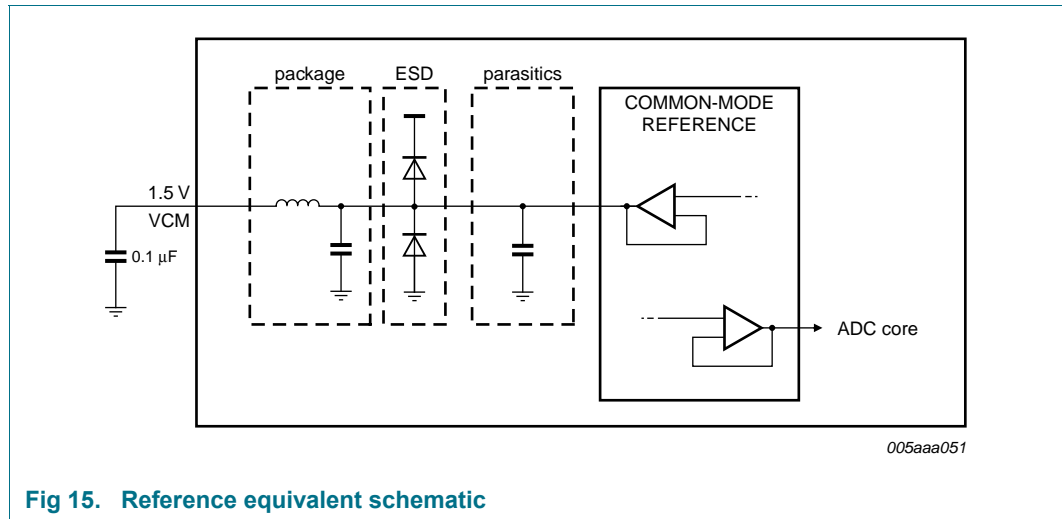 package
ESD
parasitics
COMMON-MODE
REFERENCE
1.5 V
VCM
0.1 μF
ADC core
005aaa051
Fig 15. Reference equivalent schematic